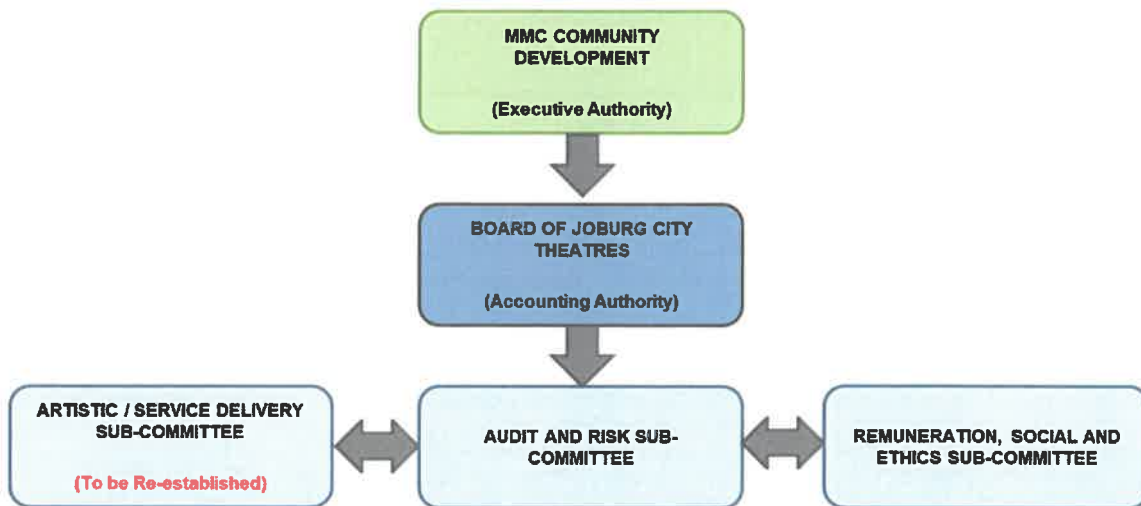 MMC COMMUNITY
DEVELOPMENT
(Executive Authority)
BOARD OF JOBURG CITY
THEATRES
(Accounting Authority)
ARTISTIC / SERVICE DELIVERY
SUB-COMMITTEE
(To be Re-established)
AUDIT AND RISK SUB-
COMMITTEE
REMUNERATION, SOCIAL AND
ETHICS SUB-COMMITTEE